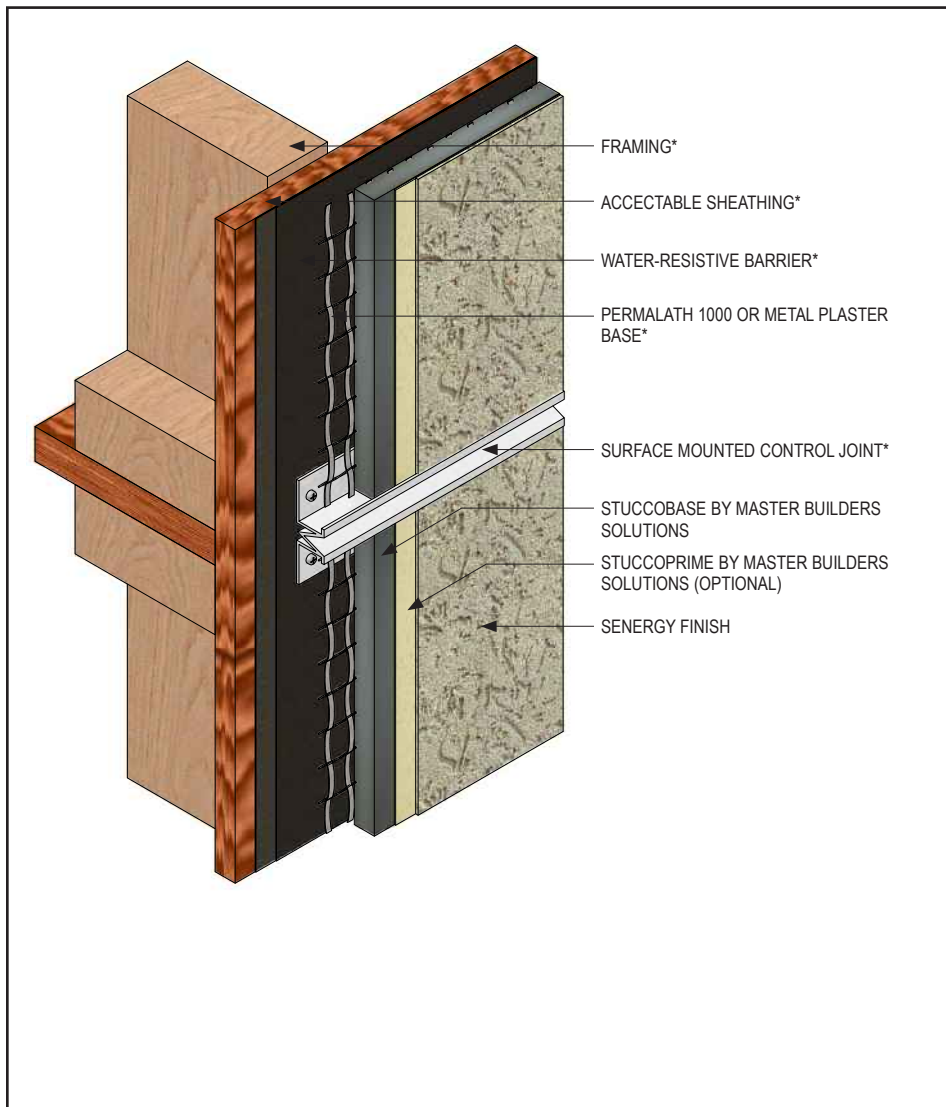 FRAMING*
ACCECTABLE SHEATHING*
WATER-RESISTIVE BARRIER*
PERMALATH 1000 OR METAL PLASTER
BASE*
SURFACE MOUNTED CONTROL JOINT*
STUCCOBASE BY MASTER BUILDERS
SOLUTIONS
STUCCOPRIME BY MASTER BUILDERS
SOLUTIONS (OPTIONAL)
SENERGY FINISH